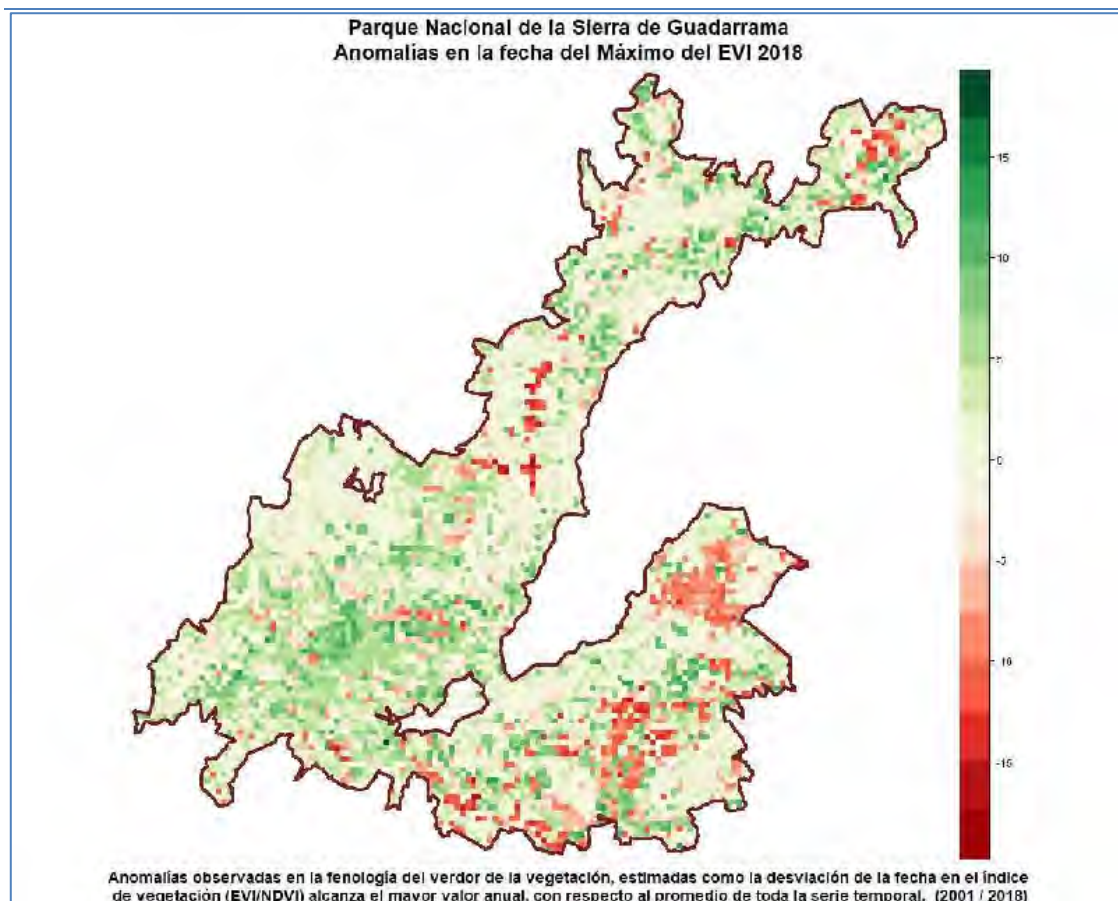 Parque Nacional de la Sierra de Guadarrama
Anomalías en la fecha del Máximo del EVI 2018
15
10
5
0
-5
-10
-15
Anomalías observadas en la fenología del verdor de la vegetación, estimadas como la desviación de la fecha en el índice
de vegetación (EVI/NDVI) alcanza el mayor valor anual, con respecto al promedio de toda la serie temporal. (2001 / 2018)